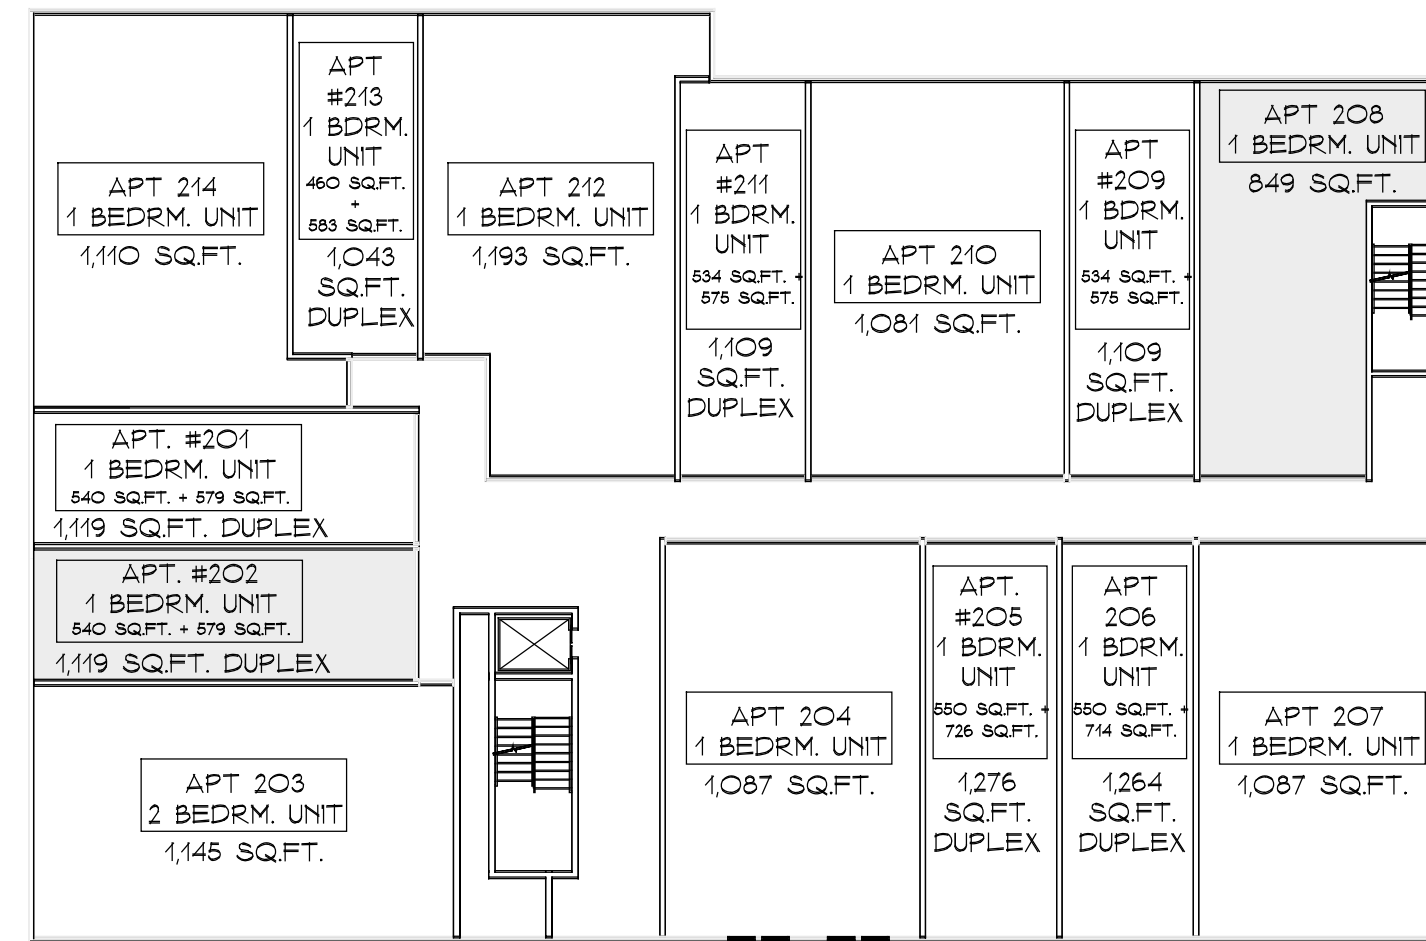 APT 214
1 BEDRM. UNIT
1,110 SQ.FT.
APT
#213
1 BDRM.
UNIT
460 SQ.FT.
+
583 SQ.FT.
1,043
SQ.FT.
DUPLEX
APT 212
1 BEDRM. UNIT
1,193 SQ.FT.
APT
#211
1 BDRM.
UNIT
534 SQ.FT. +
575 SQ.FT.
1,109
SQ.FT.
DUPLEX
APT 210
1 BEDRM. UNIT
1,081 SQ.FT.
APT
#209
1 BDRM.
UNIT
534 SQ.FT. +
575 SQ.FT.
1,109
SQ.FT.
DUPLEX
APT 208
1 BEDRM. UNIT
849 SQ.FT.
APT. #201
1 BEDRM. UNIT
540 SQ.FT. + 579 SQ.FT.
1,119 SQ.FT. DUPLEX
APT. #202
1 BEDRM. UNIT
540 SQ.FT. + 579 SQ.FT.
1,119 SQ.FT. DUPLEX
APT 203
2 BEDRM. UNIT
1,145 SQ.FT.
APT 204
1 BEDRM. UNIT
1,087 SQ.FT.
APT.
#205
1 BDRM.
UNIT
550 SQ.FT. +
726 SQ.FT.
1,276
SQ.FT.
DUPLEX
APT
206
1 BDRM.
UNIT
550 SQ.FT. +
714 SQ.FT.
1,264
SQ.FT.
DUPLEX
APT 207
1 BEDRM. UNIT
1,087 SQ.FT.